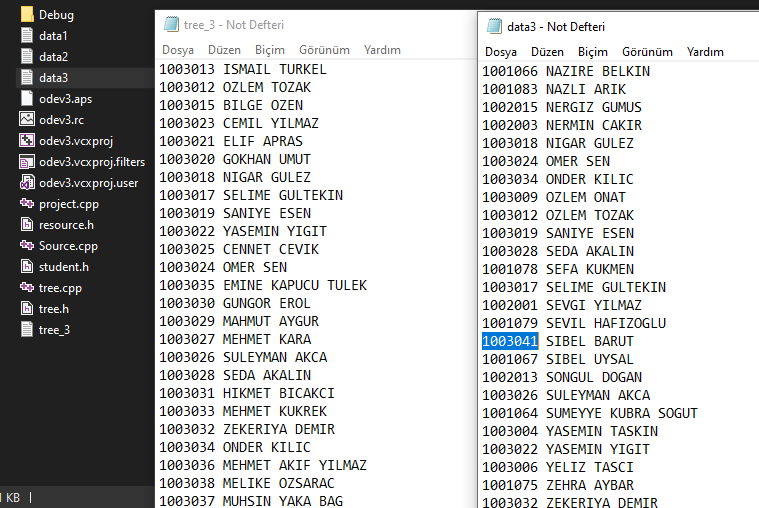 Debug
data1
data2
data3
odev3.aps
odev3.rc
odev3.vcxproj
odev3.vcxproj.filters
odev3.vcxproj.user
project.cpp
resource.h
Source.cpp
student.h
tree.cpp
tree.h
tree_3
KB
tree_3 - Not Defteri
Dosya Düzen Biçim Görünüm Yardım
1003013 ISMAIL TURKEL
1003012 OZLEM TOZAK
1003015 BILGE OZEN
1003023 CEMIL YILMAZ
1003021 ELIF APRAS
1003020 GOKHAN UMUT
1003018 NIGAR GULEZ
1003017 SELIME GULTEKIN
1003019 SANIYE ESEN
1003022 YASEMIN YIGIT
1003025 CENNET CEVIK
1003024 OMER SEN
1003035 EMINE KAPUCU TULEK
1003030 GUNGOR EROL
1003029 MAHMUT AYGUR
1003027 MEHMET KARA
1003026 SULEYMAN AKCA
1003028 SEDA AKALIN
1003031 HIKMET BICAKCI
1003033 MEHMET KUKREK
1003032 ZEKERIYA DEMIR
1003034 ONDER KILIC
1003036 MEHMET AKIF YILMAZ
1003038 MELIKE OZSARAC
1003037 MUHSIN YAKA BAG
data3 - Not Defteri
Dosya Düzen Biçim Görünüm Yardım
1001066 NAZIRE BELKIN
1001083 NAZLI ARIK
1002015 NERGIZ GUMUS
1002003 NERMIN CAKIR
1003018 NIGAR GULEZ
1003024 OMER SEN
1003034 ONDER KILIC
1003009 OZLEM ONAT
1003012 OZLEM TOZAK
1003019 SANIYE ESEN
1003028 SEDA AKALIN
1001078 SEFA KUKMEN
1003017 SELIME GULTEKIN
1002001 SEVGI YILMAZ
1001079 SEVIL HAFIZOGLU
1003041 SIBEL BARUT
1001067 SIBEL UYSAL
1002013 SONGUL DOGAN
1003026 SULEYMAN AKCA
1001064 SUMEYYE KUBRA SOGUT
1003004 YASEMIN TASKIN
1003022 YASEMIN YIGIT
1003006 YELIZ TASCI
1001075 ZEHRA AYBAR
1003032 ZEKERIYA DEMIR